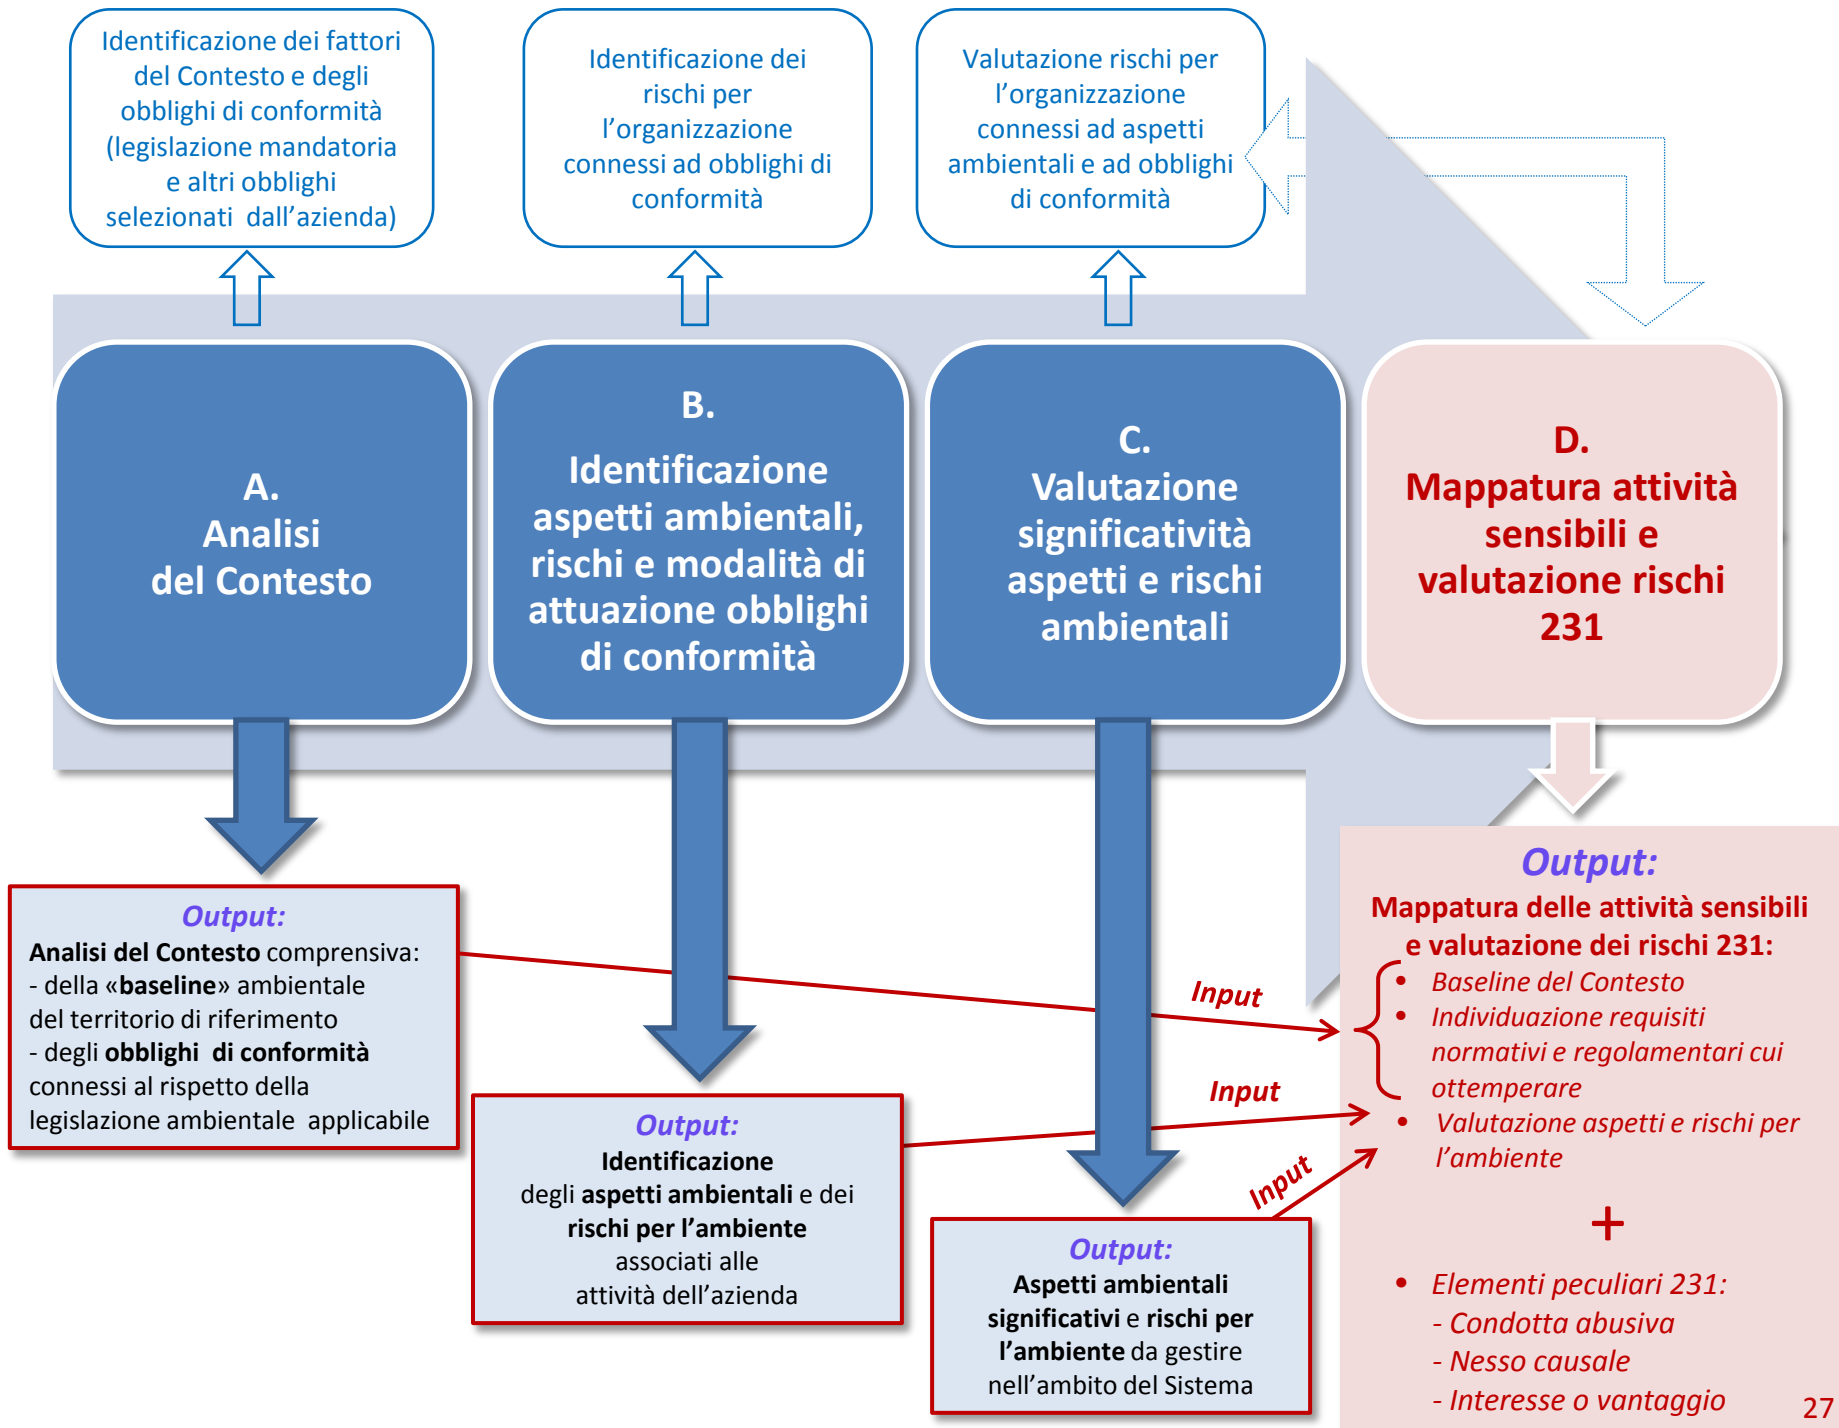 Identificazione dei fattori
del Contesto e degli
obblighi di conformità
(legislazione mandatoria
e altri obblighi
selezionati dall'azienda)
Identificazione dei
rischi per
l'organizzazione
connessi ad obblighi di
conformità
Valutazione rischi per
l'organizzazione
connessi ad aspetti
ambientali e ad obblighi
di conformità
A.
Analisi
del Contesto
B.
Identificazione
aspetti ambientali,
rischi e modalità di
attuazione obblighi
di conformità
C.
Valutazione
significatività
aspetti e rischi
ambientali
D.
Mappatura attività
sensibili e
valutazione rischi
231
Output:
Analisi del Contesto comprensiva:
- della «baseline» ambientale
del territorio di riferimento
- degli obblighi di conformità
connessi al rispetto della
legislazione ambientale applicabile
Output:
Identificazione
degli aspetti ambientali e dei
rischi per l'ambiente
associati alle
attività dell'azienda
Output:
Aspetti ambientali
significativi e rischi per
l'ambiente da gestire
nell'ambito del Sistema
Input
Input
Input
Output:
Mappatura delle attività sensibili
e valutazione dei rischi 231:
• Baseline del Contesto
• Individuazione requisiti
normativi e regolamentari cui
ottemperare
• Valutazione aspetti e rischi per
l'ambiente
+
• Elementi peculiari 231:
- Condotta abusiva
- Nesso causale
- Interesse o vantaggio
27